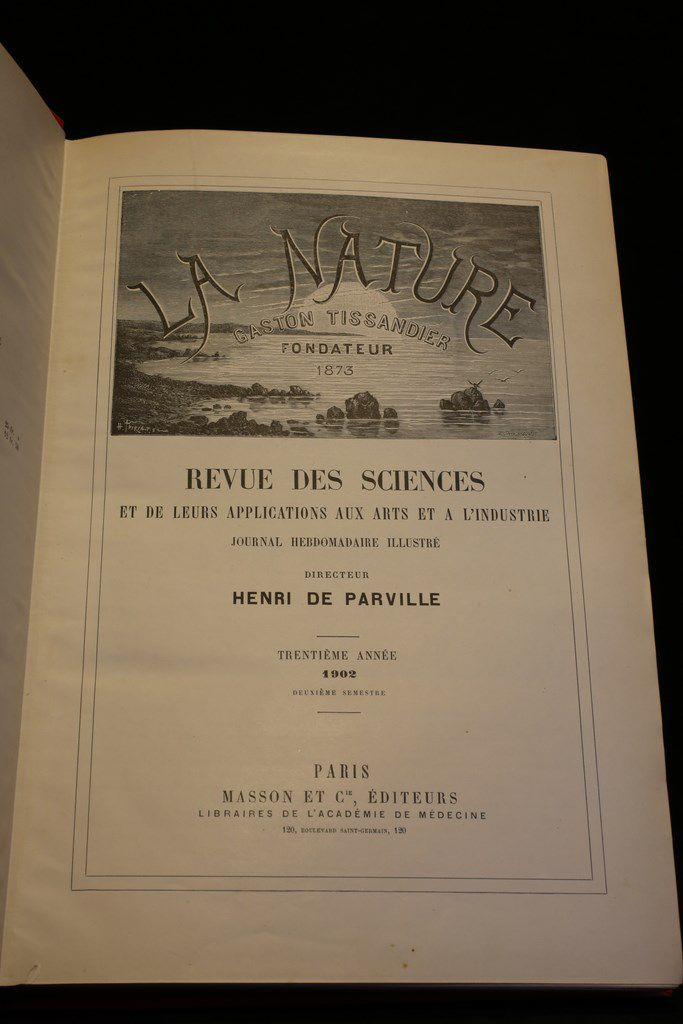 LA NATURE
GASTON TISSANDIER
FONDATEUR
1873
REVUE DES SCIENCES
ET DE LEURS APPLICATIONS AUX ARTS ET A L'INDUSTRIE
JOURNAL HEBDOMADAIRE ILLUSTRÉ
DIRECTEUR
HENRI DE PARVILLE
TRENTIÈME ANNÉE
1902
DEUXIÈME SEMESTRE
PARIS
MASSON ET Cie, ÉDITEURS
LIBRAIRES DE L'ACADÉMIE DE MÉDECINE
120, BOULEVARD SAINT-GERMAIN, 120